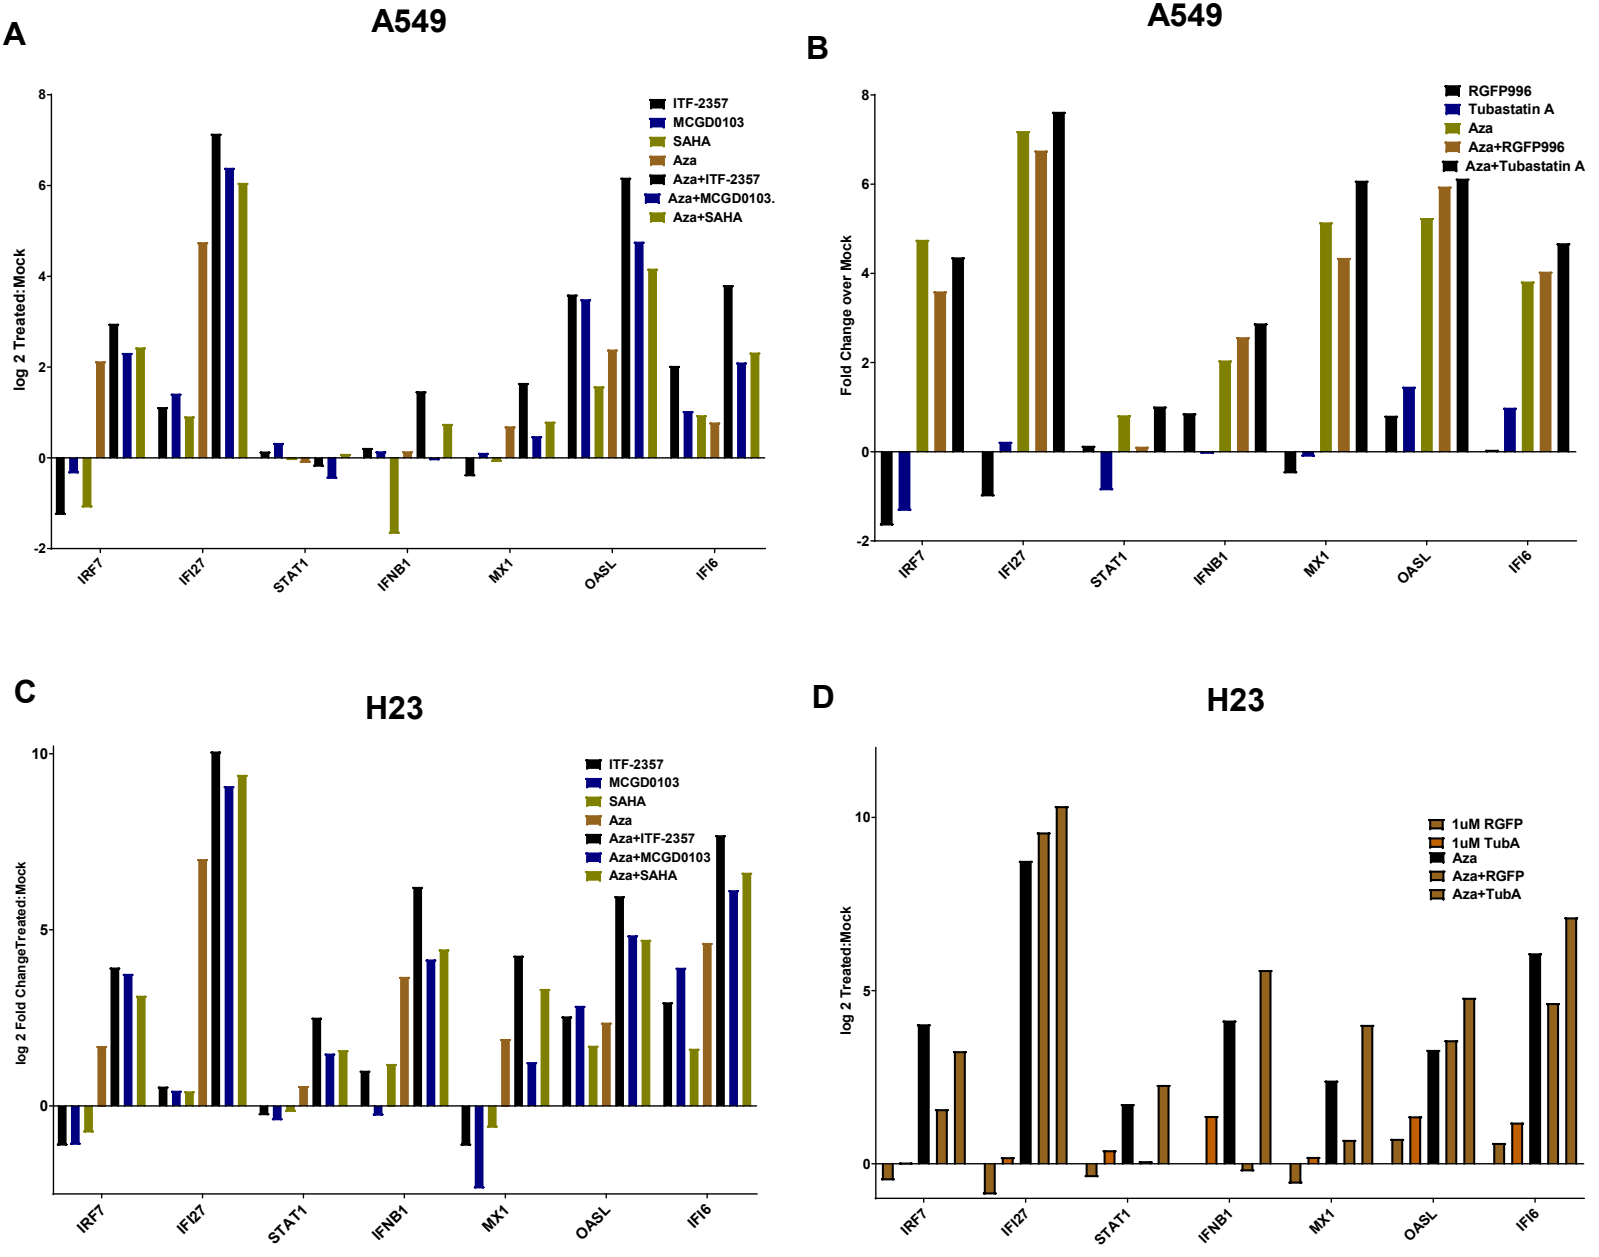 A
A549
log 2 Treated:Mock
8
6
4
2
0
-2
ITF-2357
MCGD0103
SAHA
Aza
Aza+ITF-2357
Aza+MCGD0103.
Aza+SAHA
IRF7
IFI27
STAT1
IFNB1
MX1
OASL
IFI6
B
A549
Fold Change over Mock
8
6
4
2
0
-2
RGFP996
Tubastatin A
Aza
Aza+RGFP996
Aza+Tubastatin A
IRF7
IFI27
STAT1
IFNB1
MX1
OASL
IFI6
C
H23
log 2 Fold ChangeTreated:Mock
10
5
0
ITF-2357
MCGD0103
SAHA
Aza
Aza+ITF-2357
Aza+MCGD0103
Aza+SAHA
IRF7
IFI27
STAT1
IFNB1
MX1
OASL
IFI6
D
H23
log 2 Treated:Mock
10
5
0
1uM RGFP
1uM TubA
Aza
Aza+RGFP
Aza+TubA
IRF7
IFI27
STAT1
IFNB1
MX1
OASL
IFI6